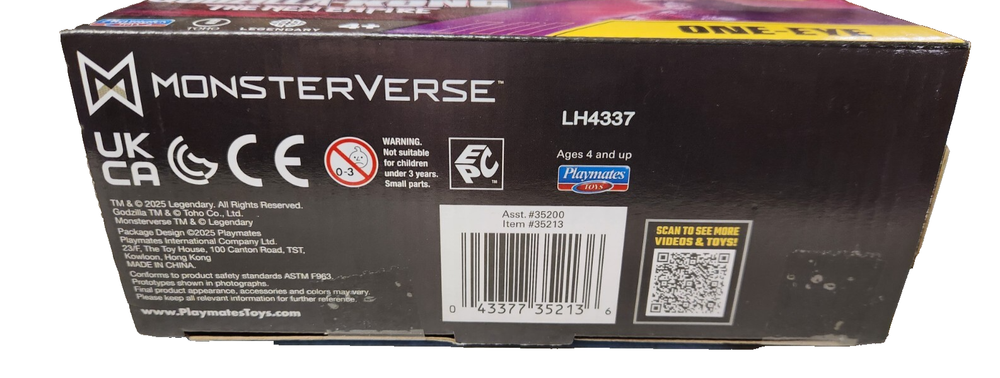 TOHO LEGENDARY 4+
ONE-EYE
MONSTERVERSE™
LH4337
UK
CA
CE
0-3
WARNING.
Not suitable
for children
under 3 years.
Small parts.
EPC™
Ages 4 and up
Playmates
TOYS
TM & © 2025 Legendary. All Rights Reserved.
Godzilla TM & © Toho Co., Ltd.
Monsterverse TM & © Legendary
Package Design ©2025 Playmates
Playmates International Company Ltd.
23/F, The Toy House, 100 Canton Road, TST,
Kowloon, Hong Kong
MADE IN CHINA.
Conforms to product safety standards ASTM F963.
Prototypes shown in photographs.
Final product appearance, accessories and colors may vary.
Please keep all relevant information for further reference.
www.PlaymatesToys.com
Asst. #35200
Item #35213
0 43377 35213 6
SCAN TO SEE MORE
VIDEOS & TOYS!